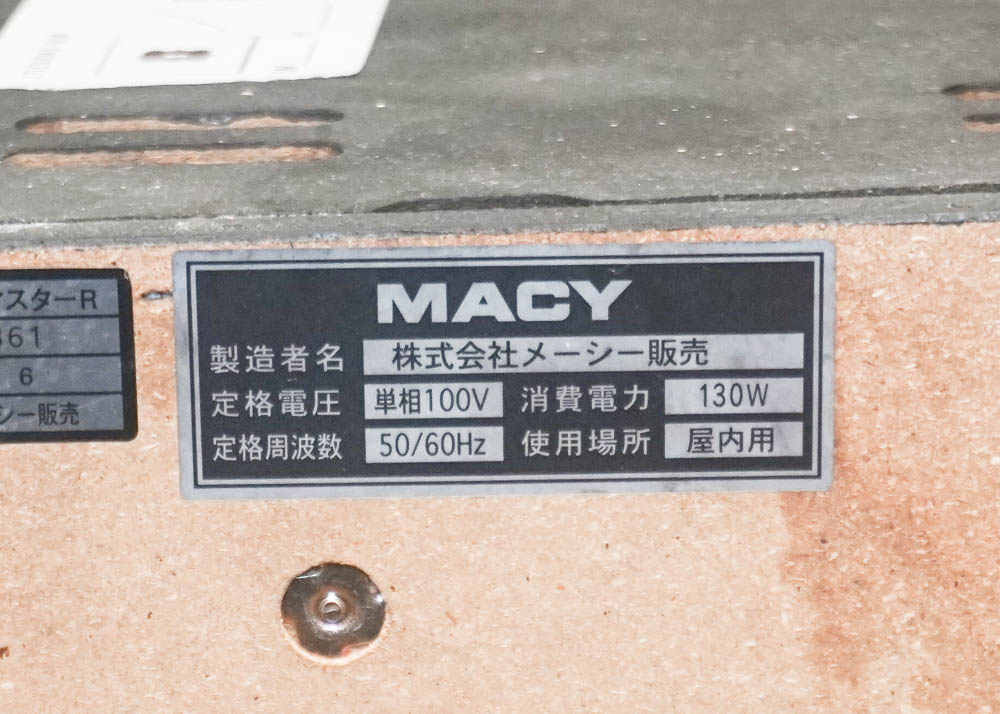 MACY
製造者名 株式会社メーシー販売
定格電圧 単相100V 消費電力 130W
定格周波数 50/60Hz 使用場所 屋内用
スターR
361
6
シー販売